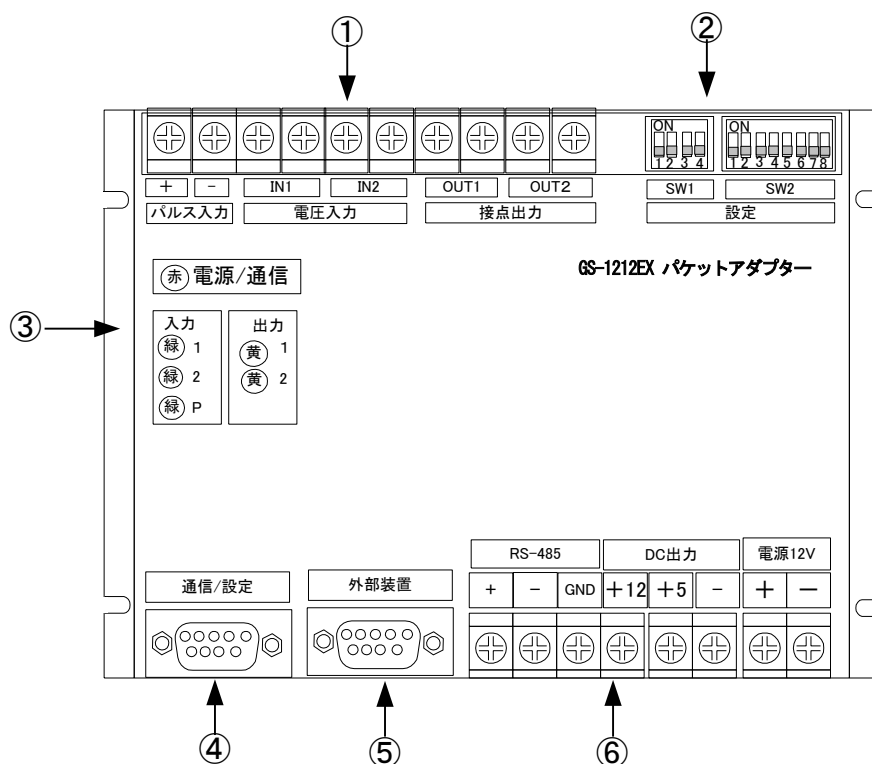 ① ②
ON ON
1 2 3 4 1 2 3 4 5 6 7 8
+ - IN1 IN2 OUT1 OUT2 SW1 SW2
パルス入力 電圧入力 接点出力 設定
赤 電源/通信 GS-1212EX パケットアダプター
③
入力 出力
緑 1 黄 1
緑 2 黄 2
緑 P
RS-485 DC出力 電源12V
通信/設定 外部装置 + - GND +12 +5 - + -
④ ⑤ ⑥